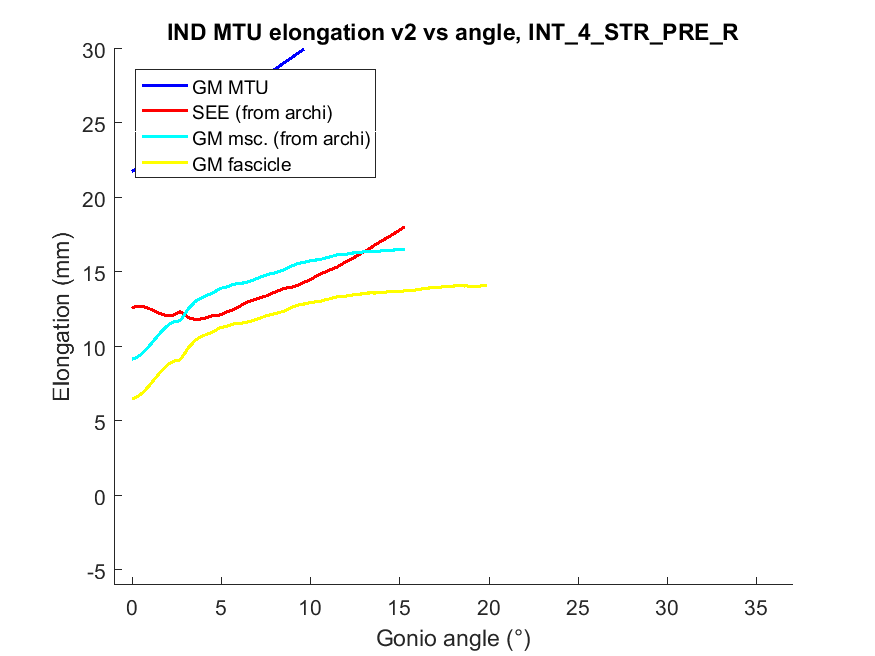 IND MTU elongation v2 vs angle, INT_4_STR_PRE_R
30
25
20
15
10
5
0
-5
Elongation (mm)
GM MTU
SEE (from archi)
GM msc. (from archi)
GM fascicle
0 5 10 15 20 25 30 35
Gonio angle (°)